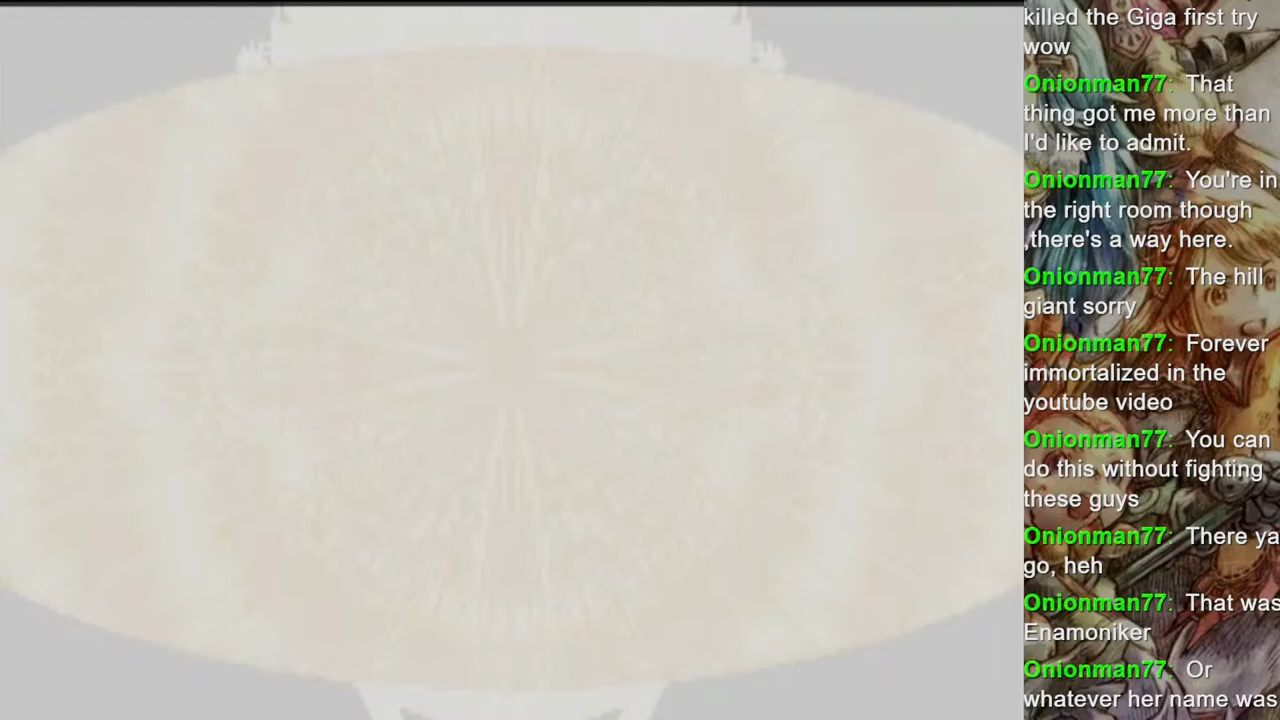 killed the Giga first try
wow
Onionman77: That
thing got me more than
I'd like to admit.
Onionman77: You're in
the right room though
,there's a way here.
Onionman77: The hill
giant sorry
Onionman77: Forever
immortalized in the
youtube video
Onionman77: You can
do this without fighting
these guys
Onionman77: There ya
go, heh
Onionman77: That was
Enamoniker
Onionman77: Or
whatever her name was